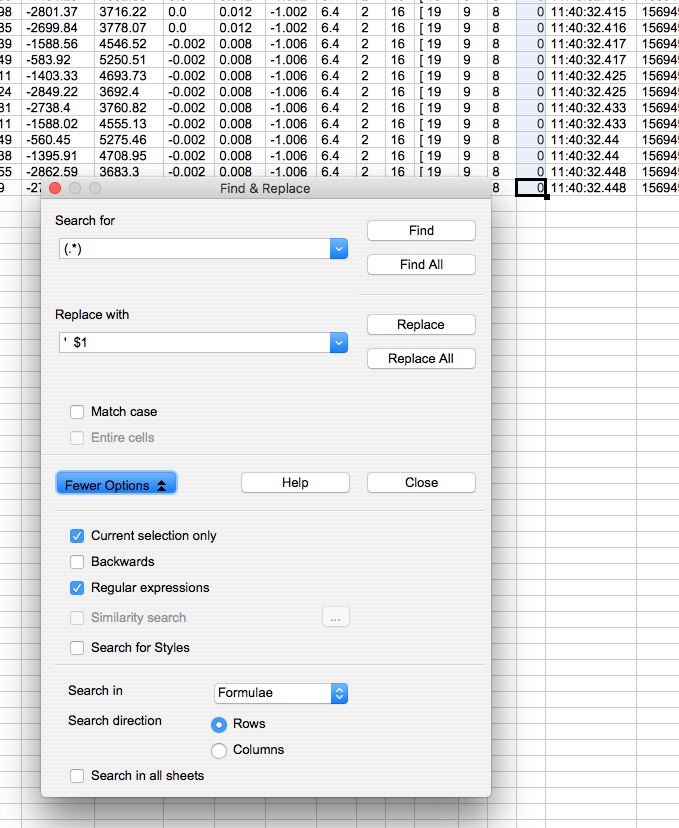 98 -2801.37 3716.22 0.0 0.012 -1.002 6.4 2 16 [ 19 9 8 0 11:40:32.415 15694
85 -2699.84 3778.07 0.0 0.012 -1.002 6.4 2 16 [ 19 9 8 0 11:40:32.416 15694
39 -1588.56 4546.52 -0.002 0.008 -1.006 6.4 2 16 [ 19 9 8 0 11:40:32.417 15694
49 -583.92 5250.51 -0.002 0.008 -1.006 6.4 2 16 [ 19 9 8 0 11:40:32.417 15694
11 -1403.33 4693.73 -0.002 0.008 -1.006 6.4 2 16 [ 19 9 8 0 11:40:32.425 15694
24 -2849.22 3692.4 -0.002 0.008 -1.006 6.4 2 16 [ 19 9 8 0 11:40:32.425 15694
31 -2738.4 3760.82 -0.002 0.008 -1.006 6.4 2 16 [ 19 9 8 0 11:40:32.433 15694
11 -1588.02 4555.13 -0.002 0.008 -1.006 6.4 2 16 [ 19 9 8 0 11:40:32.433 15694
49 -560.45 5275.46 -0.002 0.008 -1.006 6.4 2 16 [ 19 9 8 0 11:40:32.44 15694
38 -1395.91 4708.95 -0.002 0.008 -1.006 6.4 2 16 [ 19 9 8 0 11:40:32.44 15694
55 -2862.59 3683.3 -0.002 0.008 -1.006 6.4 2 16 [ 19 9 8 0 11:40:32.448 15694
9 -27 8 0 11:40:32.448 15694
Find & Replace
Search for
(.*)
Find
Find All
Replace with
' $1
Replace
Replace All
Match case
Entire cells
Fewer Options
Help
Close
Current selection only
Backwards
Regular expressions
Similarity search
...
Search for Styles
Search in
Formulae
Search direction
Rows
Columns
Search in all sheets